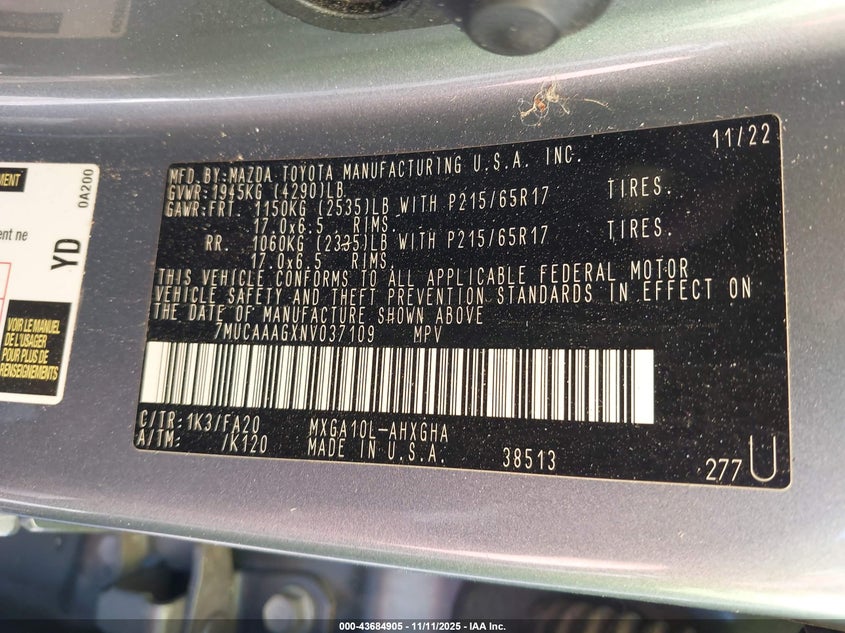 MENT
0A200
nt ne
YD
VOIR LE MANUEL
DE L'USAGER
POUR PLUS DE
RENSEIGNEMENTS
11/22
MFD. BY:MAZDA TOYOTA MANUFACTURING U.S.A. INC.
GVWR:1945KG (4290)LB
GAWR:FRT. 1150KG (2535)LB WITH P215/65R17 TIRES.
17.0x6.5 RIMS.
RR. 1060KG (2335)LB WITH P215/65R17 TIRES.
17.0x6.5 RIMS.
THIS VEHICLE CONFORMS TO ALL APPLICABLE FEDERAL MOTOR
VEHICLE SAFETY AND THEFT PREVENTION STANDARDS IN EFFECT ON
THE DATE OF MANUFACTURE SHOWN ABOVE
7MUCAAAGXNV037109 MPV
C/TR:1K3/FA20 MXGA10L-AHXGHA
A/TM: /K120 MADE IN U.S.A. 38513
277U
000-43684905 - 11/11/2025 - IAA Inc.